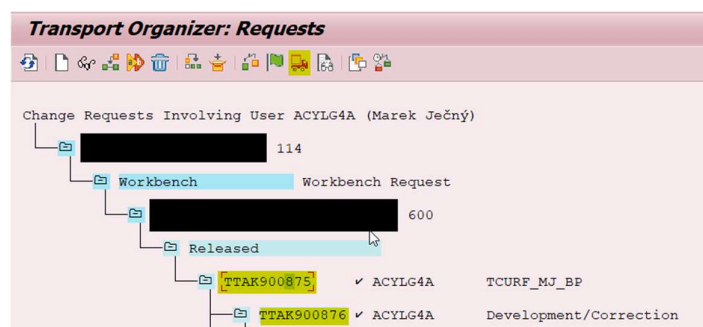 Transport Organizer: Requests
Change Requests Involving User ACYLG4A (Marek Ječný)
114
Workbench Workbench Request
600
Released
TTAK900875 ✔ ACYLG4A TCURF_MJ_BP
TTAK900876 ✔ ACYLG4A Development/Correction